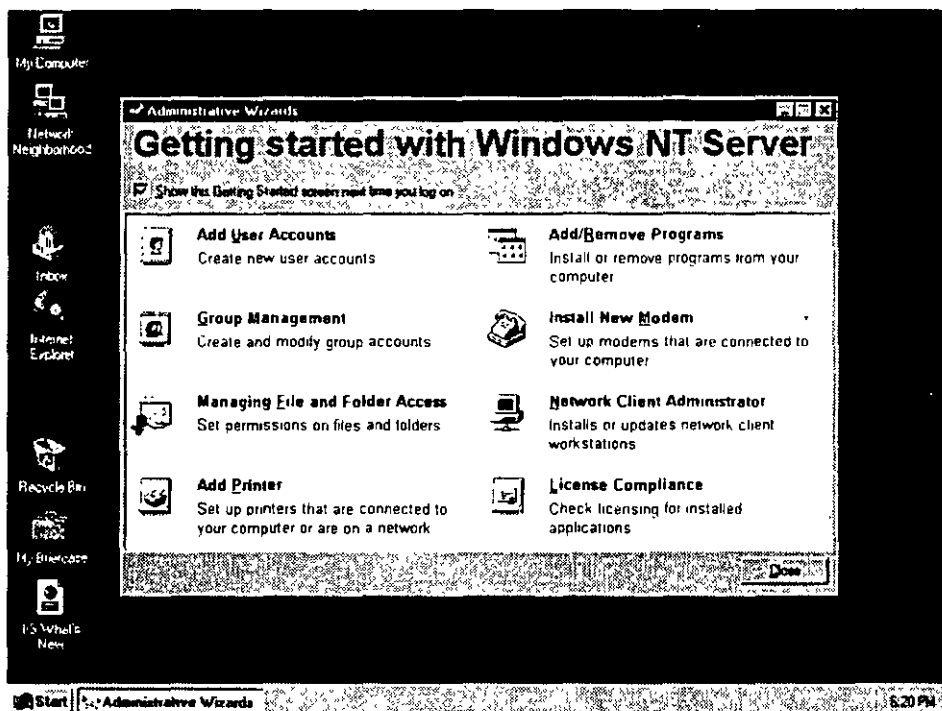 My Computer
Network
Neighborhood
Inbox
Internet
Explorer
Recycle Bin
My Briefcase
IIS What's
New
Administrative Wizards
Getting started with Windows NT Server
Show this Getting Started screen next time you log on
Add User Accounts
Create new user accounts
Group Management
Create and modify group accounts
Managing File and Folder Access
Set permissions on files and folders
Add Printer
Set up printers that are connected to
your computer or are on a network
Add/Remove Programs
Install or remove programs from your
computer
Install New Modem
Set up modems that are connected to
your computer
Network Client Administrator
Installs or updates network client
workstations
License Compliance
Check licensing for installed
applications
Close
Start
Administrative Wizards
6:20 PM